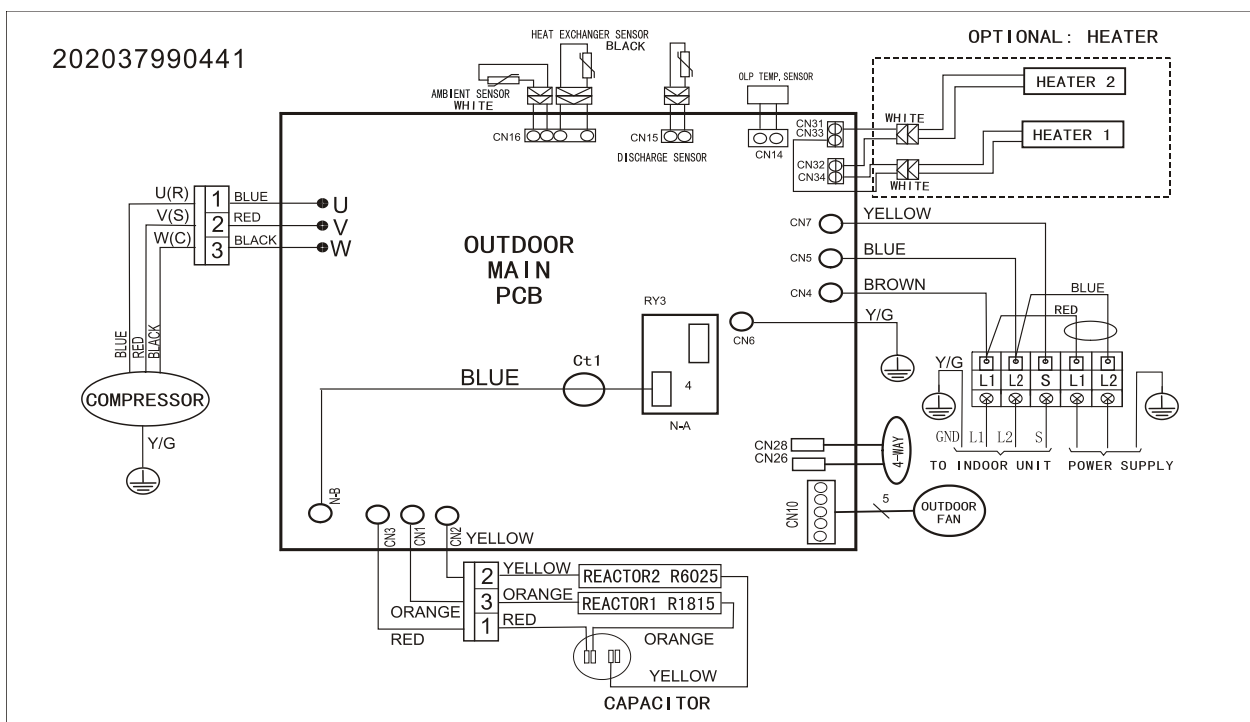 202037990441
HEAT EXCHANGER SENSOR
BLACK
AMBIENT SENSOR
WHITE
CN16
CN15
DISCHARGE SENSOR
OLP TEMP. SENSOR
CN14
OPTIONAL: HEATER
HEATER 2
HEATER 1
WHITE
WHITE
CN31
CN33
CN32
CN34
U(R) 1 BLUE U
V(S) 2 RED V
W(C) 3 BLACK W
BLUE
RED
BLACK
COMPRESSOR
Y/G
OUTDOOR
MAIN
PCB
CN7 YELLOW
CN5 BLUE
CN4 BROWN
CN6 Y/G
BLUE
RED
RY3
4
N-A
Ct1
BLUE
N-B
Y/G
L1 L2 S L1 L2
GND L1 L2 S
TO INDOOR UNIT
POWER SUPPLY
CN28
CN26
4-WAY
CN10
5
OUTDOOR
FAN
CN3
CN1
CN2
YELLOW
ORANGE
RED
2 YELLOW REACTOR2 R6025
3 ORANGE REACTOR1 R1815
1 RED
ORANGE
YELLOW
CAPACITOR